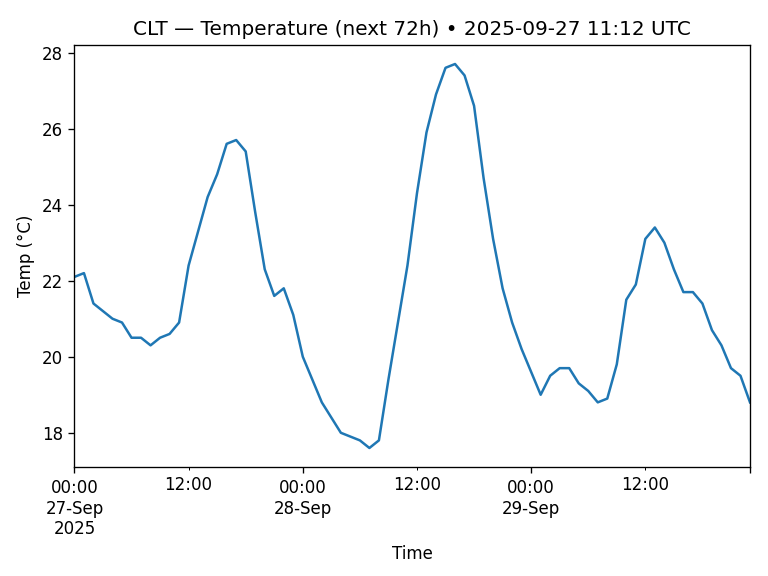 CLT — Temperature (next 72h) • 2025-09-27 11:12 UTC
28
26
24
22
20
18
Temp (°C)
00:00 12:00 00:00 12:00 00:00 12:00
27-Sep 28-Sep 29-Sep
2025
Time